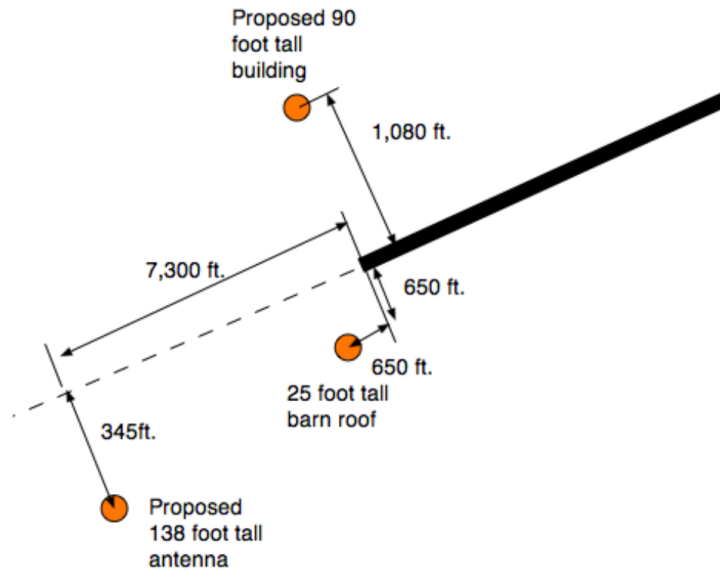 Proposed 90
foot tall
building
1,080 ft.
7,300 ft.
650 ft.
650 ft.
25 foot tall
barn roof
345ft.
Proposed
138 foot tall
antenna